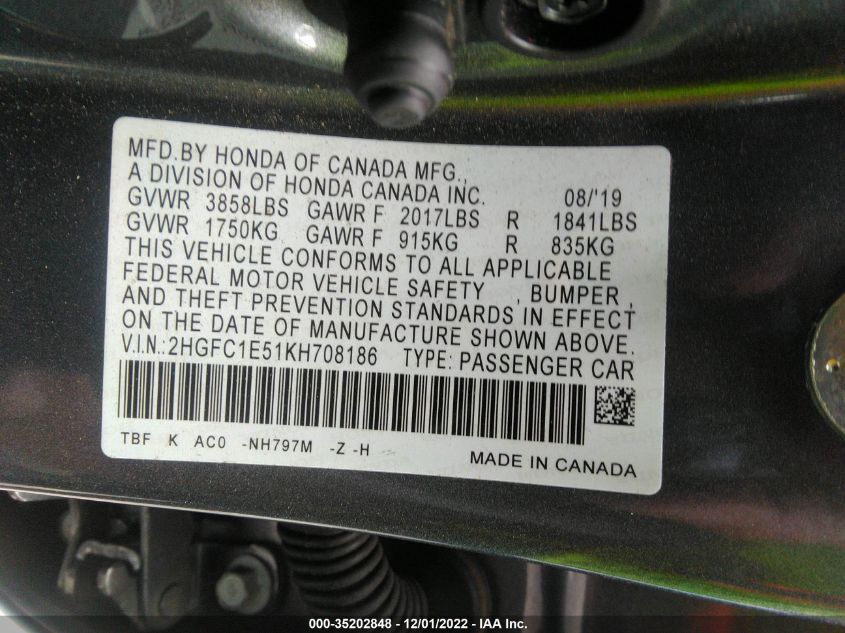 MFD.BY HONDA OF CANADA MFG.,
A DIVISION OF HONDA CANADA INC. 08/'19
GVWR 3858LBS GAWR F 2017LBS R 1841LBS
GVWR 1750KG GAWR F 915KG R 835KG
THIS VEHICLE CONFORMS TO ALL APPLICABLE
FEDERAL MOTOR VEHICLE SAFETY , BUMPER ,
AND THEFT PREVENTION STANDARDS IN EFFECT
ON THE DATE OF MANUFACTURE SHOWN ABOVE.
V.I.N.:2HGFC1E51KH708186 TYPE: PASSENGER CAR
TBF K AC0 -NH797M -Z -H
MADE IN CANADA
000-35202848 - 12/01/2022 - IAA Inc.